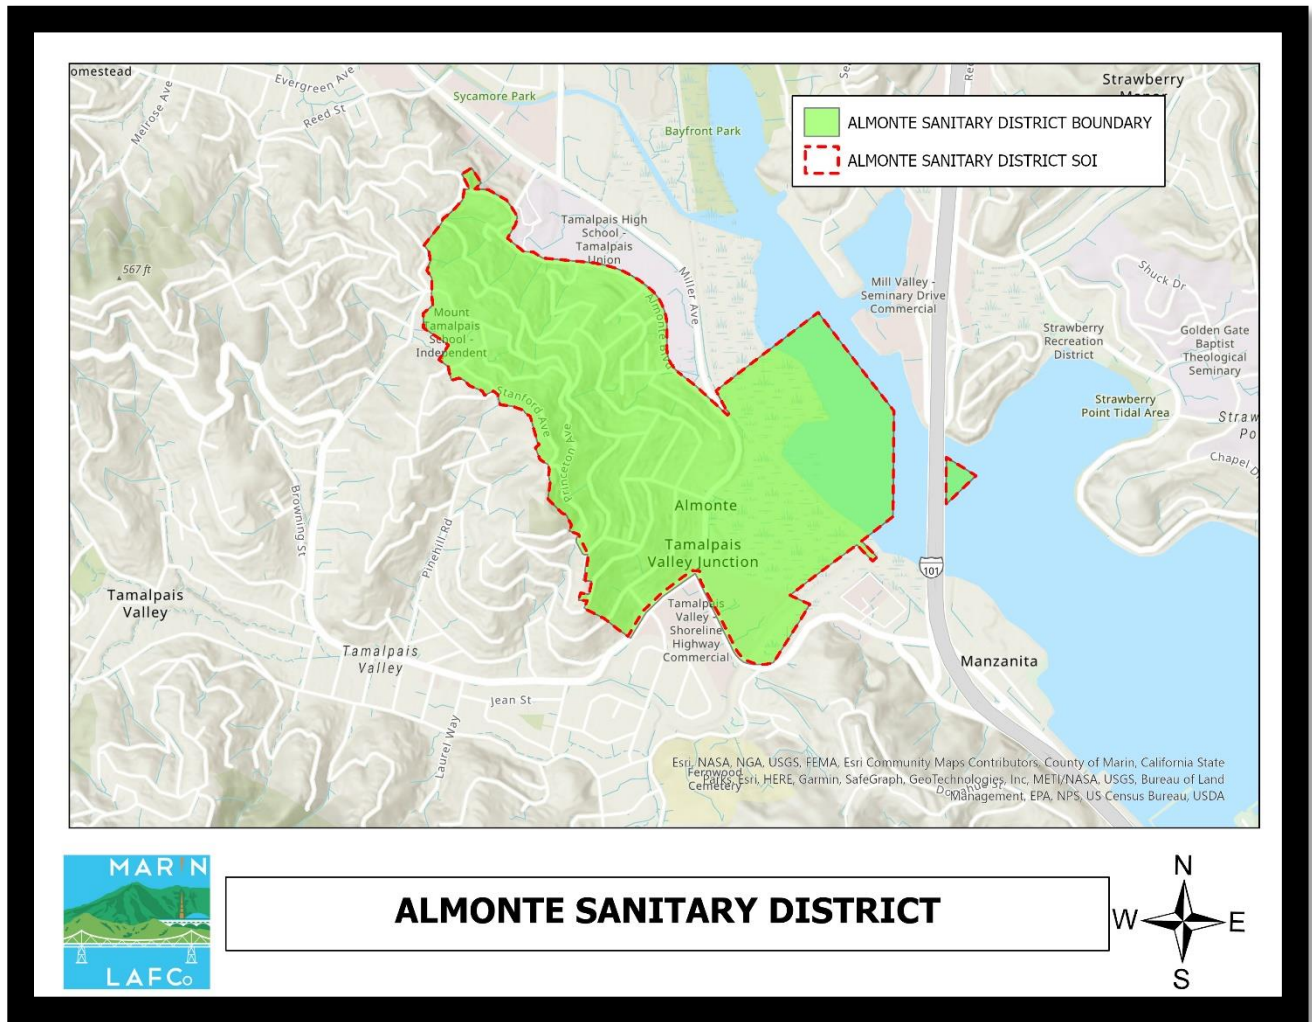 omestead
Evergreen Ave
Melrose Ave
Reed St
Sycamore Park
Bayfront Park
Strawberry
ALMONTE SANITARY DISTRICT BOUNDARY
ALMONTE SANITARY DISTRICT SOI
567 ft
Tamalpais High
School -
Tamalpais
Union
Miller Ave
Almonte Blvd
Mill Valley -
Seminary Drive
Commercial
Shuck Dr
Strawberry
Recreation
District
Golden Gate
Baptist
Theological
Seminary
Strawberry
Point Tidal Area
Straw
Po
Chapel D
Mount
Tamalpais
School -
Independent
Stanford Ave
Princeton Ave
Browning St
Pinehill Rd
Almonte
Tamalpais
Valley Junction
101
Tamalpais
Valley
Tamalpais
Valley -
Shoreline
Highway
Commercial
Tamalpais
Valley
Manzanita
Jean St
Laurel Way
Fernwood
Cemetery
Donahue St
Esri, NASA, NGA, USGS, FEMA, Esri Community Maps Contributors, County of Marin, California State
Parks, Esri, HERE, Garmin, SafeGraph, GeoTechnologies, Inc, METI/NASA, USGS, Bureau of Land
Management, EPA, NPS, US Census Bureau, USDA
MARIN
LAFCo
ALMONTE SANITARY DISTRICT
N
W
E
S